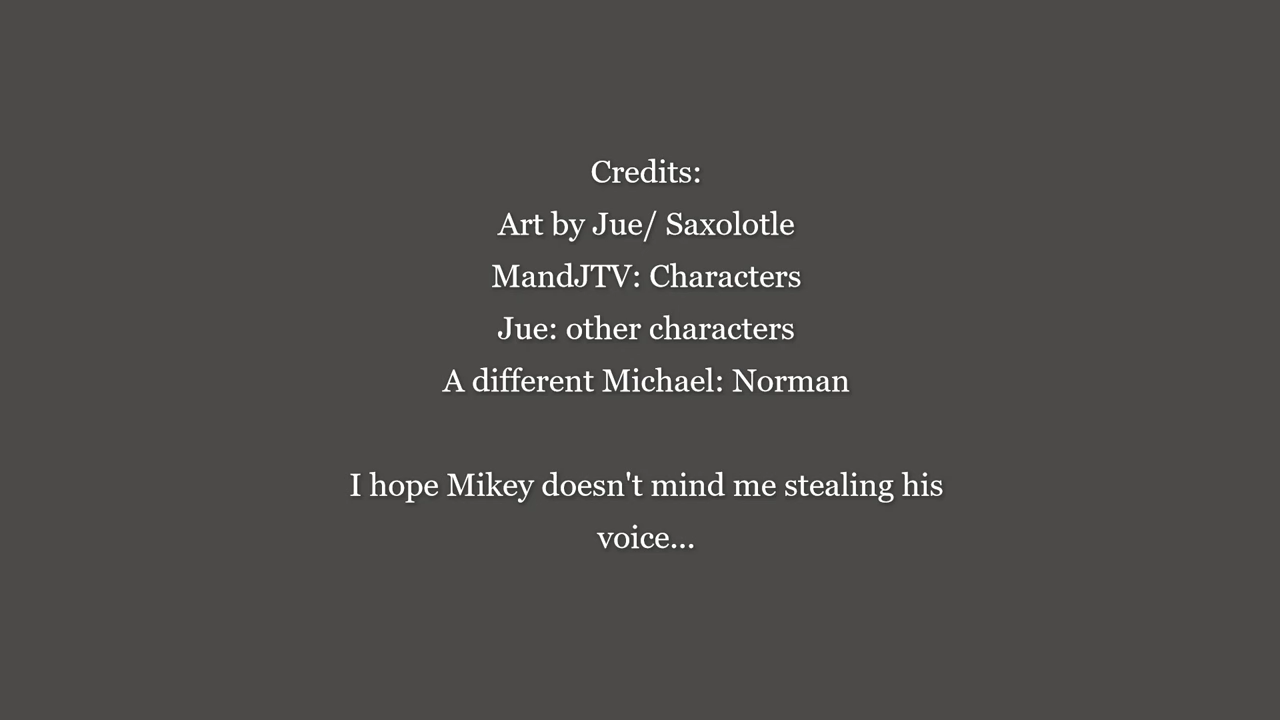 Credits:
Art by Jue/ Saxolotle
MandJTV: Characters
Jue: other characters
A different Michael: Norman
I hope Mikey doesn't mind me stealing his
voice...